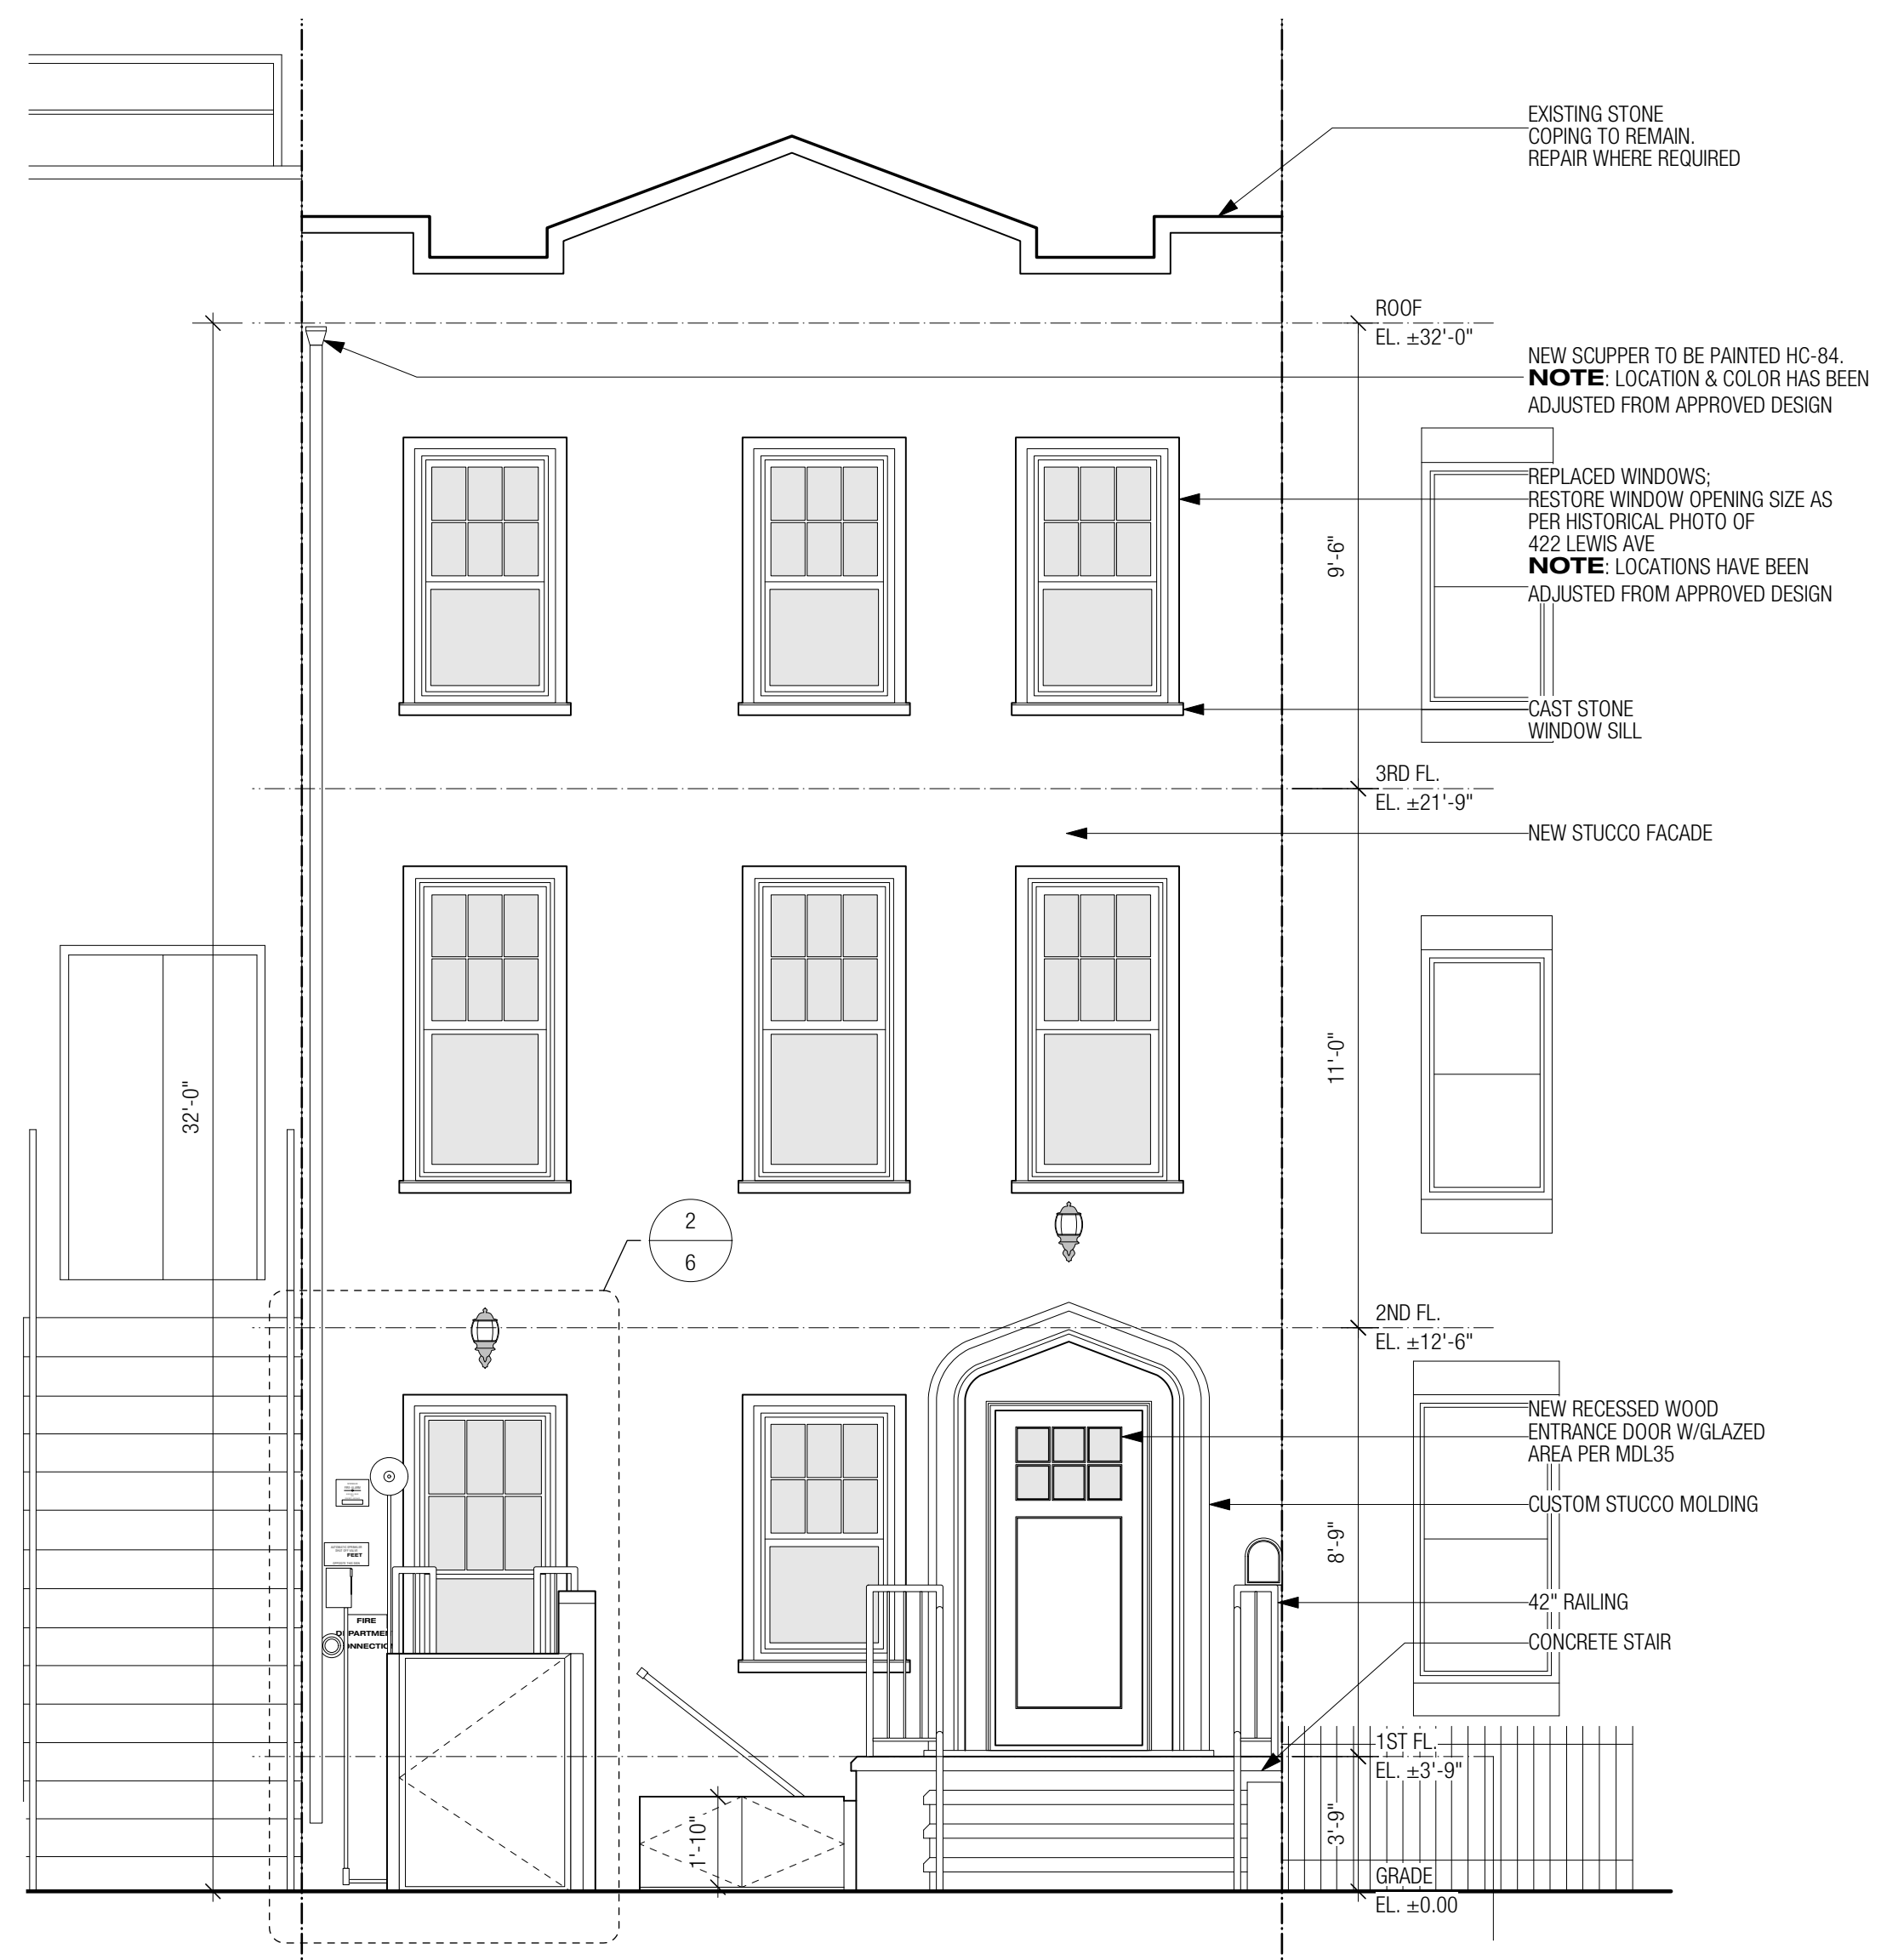 EXISTING STONE
COPING TO REMAIN.
REPAIR WHERE REQUIRED
ROOF
EL. ±32'-0"
NEW SCUPPER TO BE PAINTED HC-84.
NOTE: LOCATION & COLOR HAS BEEN
ADJUSTED FROM APPROVED DESIGN
REPLACED WINDOWS;
RESTORE WINDOW OPENING SIZE AS
PER HISTORICAL PHOTO OF
422 LEWIS AVE
NOTE: LOCATIONS HAVE BEEN
ADJUSTED FROM APPROVED DESIGN
9'-6"
CAST STONE
WINDOW SILL
3RD FL.
EL. ±21'-9"
NEW STUCCO FACADE
11'-0"
32'-0"
2
6
2ND FL.
EL. ±12'-6"
NEW RECESSED WOOD
ENTRANCE DOOR W/GLAZED
AREA PER MDL35
CUSTOM STUCCO MOLDING
8'-9"
FEET
42" RAILING
FIRE
DEPARTMEN
CONNECTIO
CONCRETE STAIR
1ST FL.
EL. ±3'-9"
1'-10"
3'-9"
GRADE
EL. ±0.00